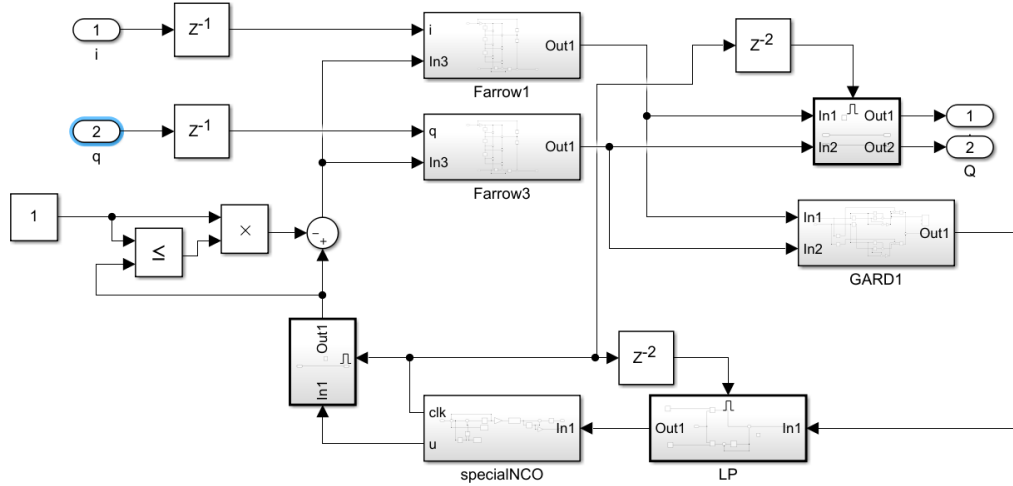 1
i
Z-1
i
In3
Out1
Farrow1
Z-2
In1
In2
Out1
Out2
1
2
Q
2
q
Z-1
q
In3
Out1
Farrow3
1
≤
×
−
+
In1
In2
Out1
GARD1
Out1
In1
Z-2
clk
u
In1
specialNCO
Out1
In1
LP